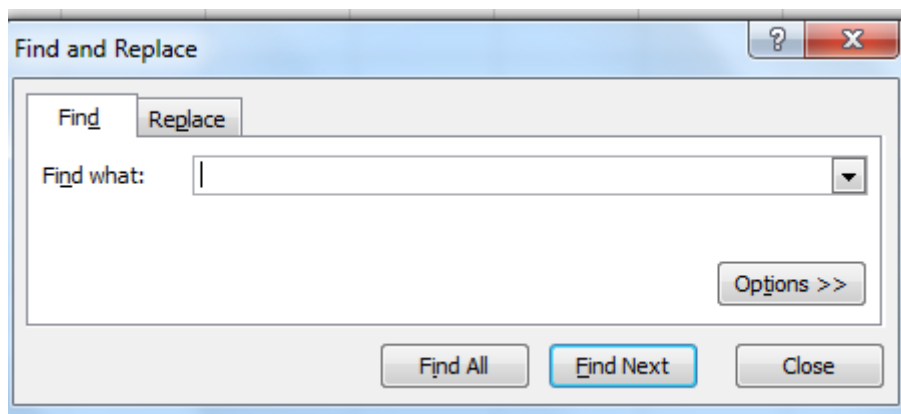 Find and Replace
Find Replace
Find what:
Options >>
Find All Find Next Close